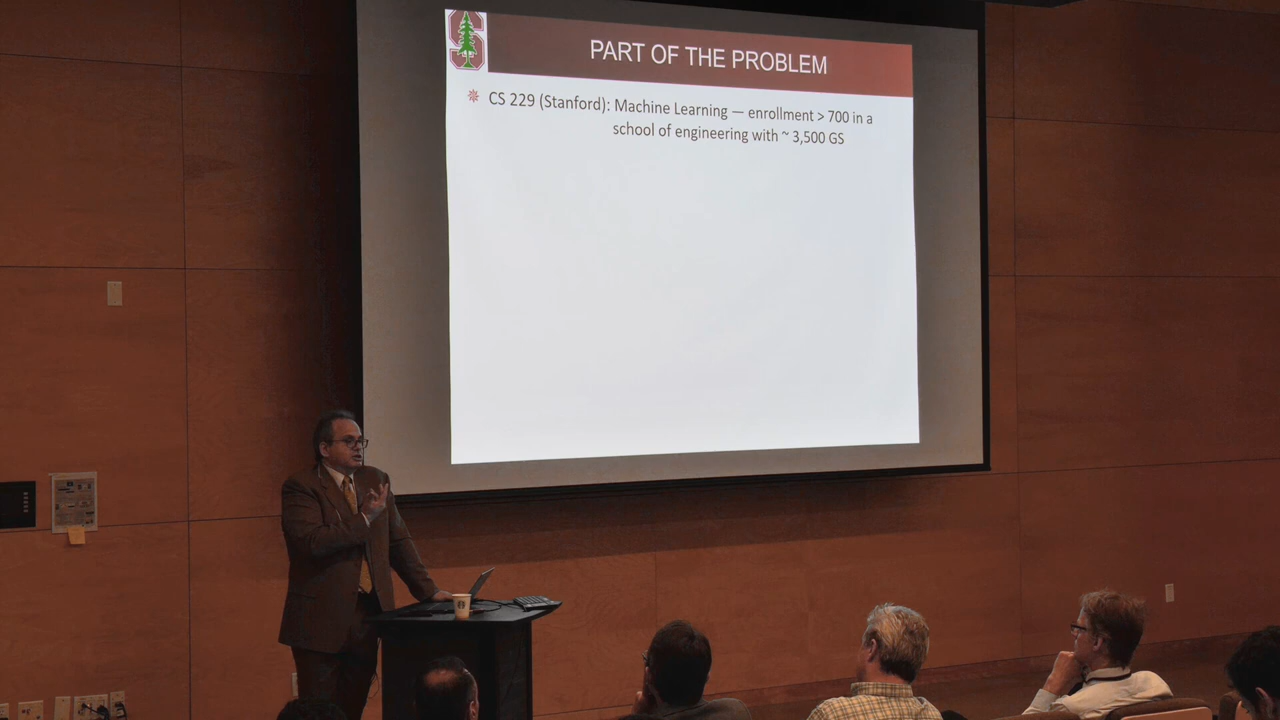 PART OF THE PROBLEM
CS 229 (Stanford): Machine Learning — enrollment > 700 in a
school of engineering with ~ 3,500 GS